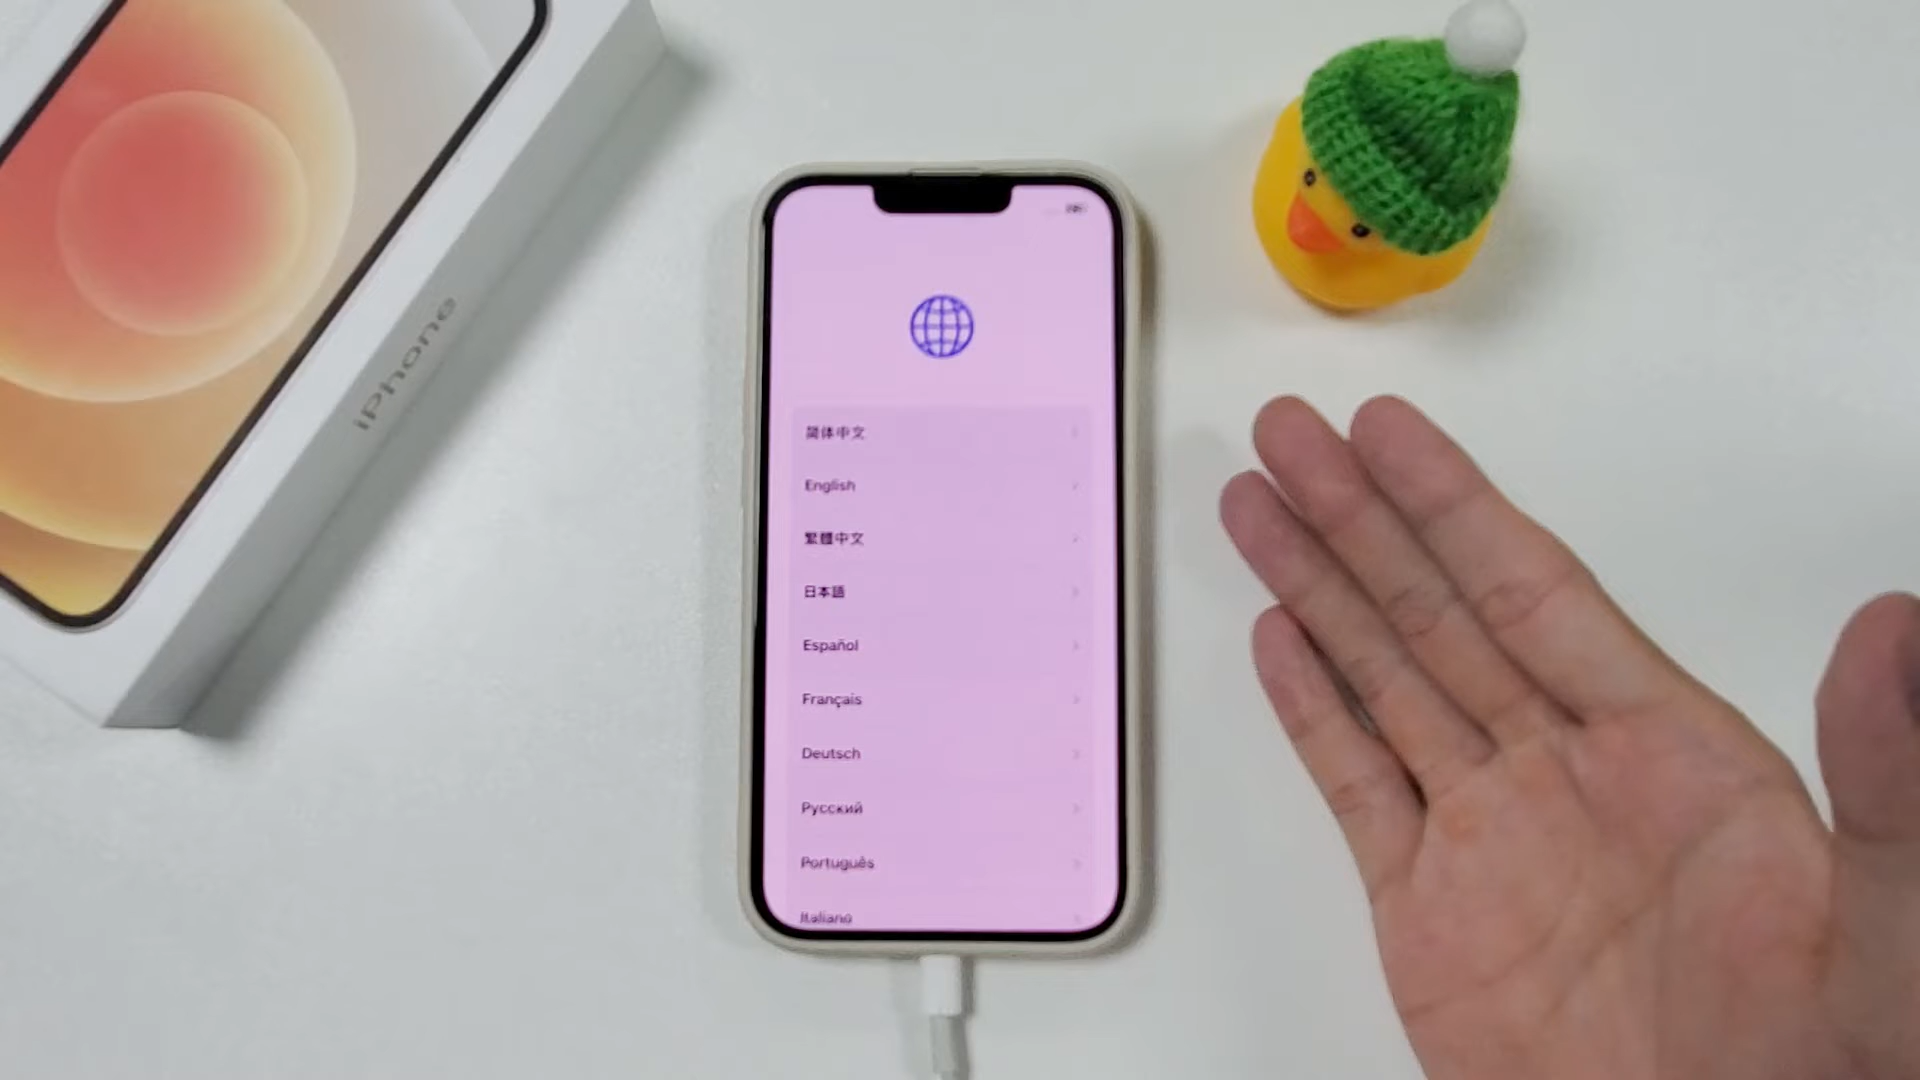 iPhone
简体中文
English
繁體中文
日本語
Español
Français
Deutsch
Русский
Português
Italiano